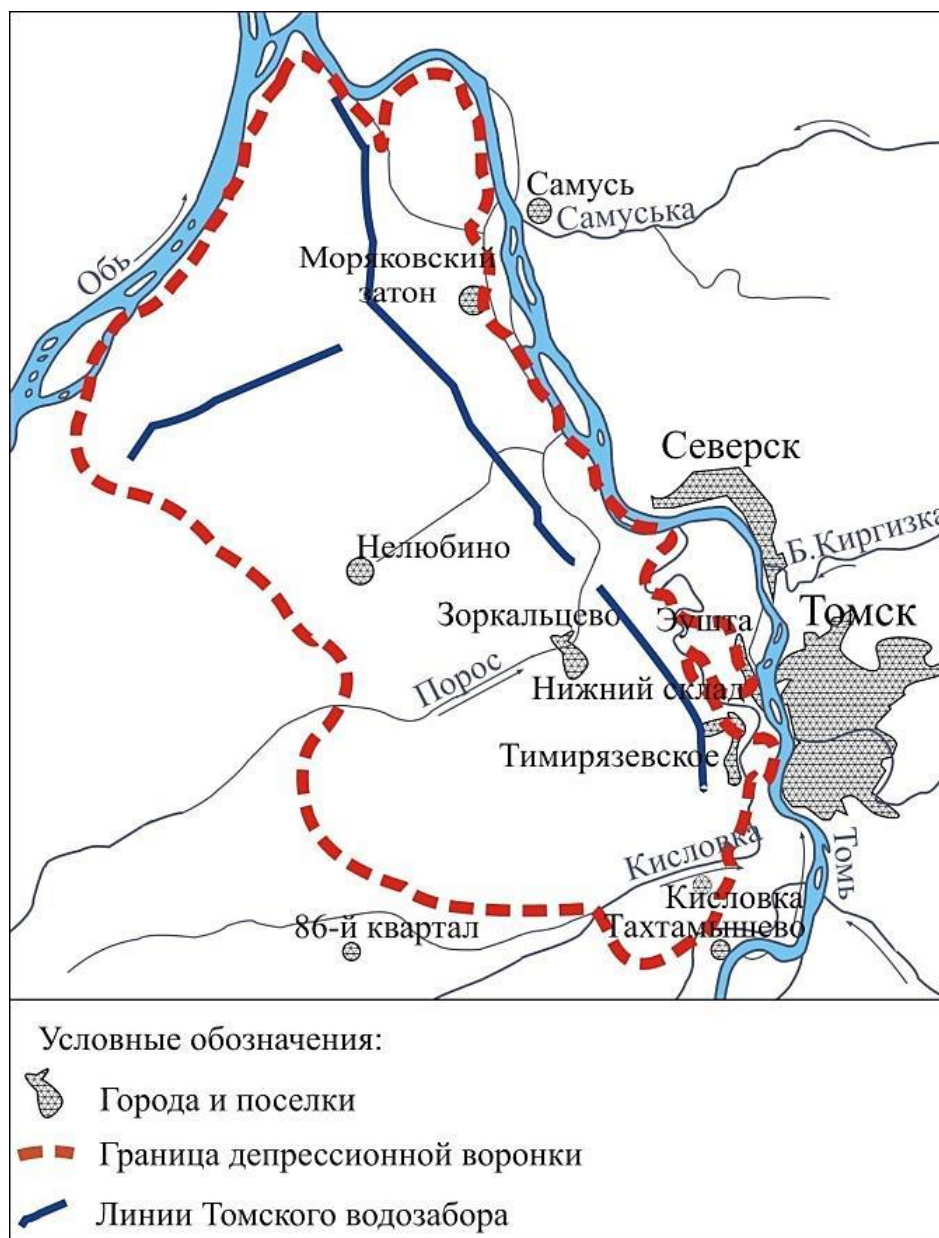 Самусь
Самуська
Обь
Моряковский
затон
Северск
Б.Киргизка
Нелюбино
Томск
Эушта
Зоркальцево
Порос
Нижний склад
Тимирязевское
Кисловка
Томь
Кисловка
86-й квартал
Тахтамышево
Условные обозначения:
Города и поселки
Граница депрессионной воронки
Линии Томского водозабора